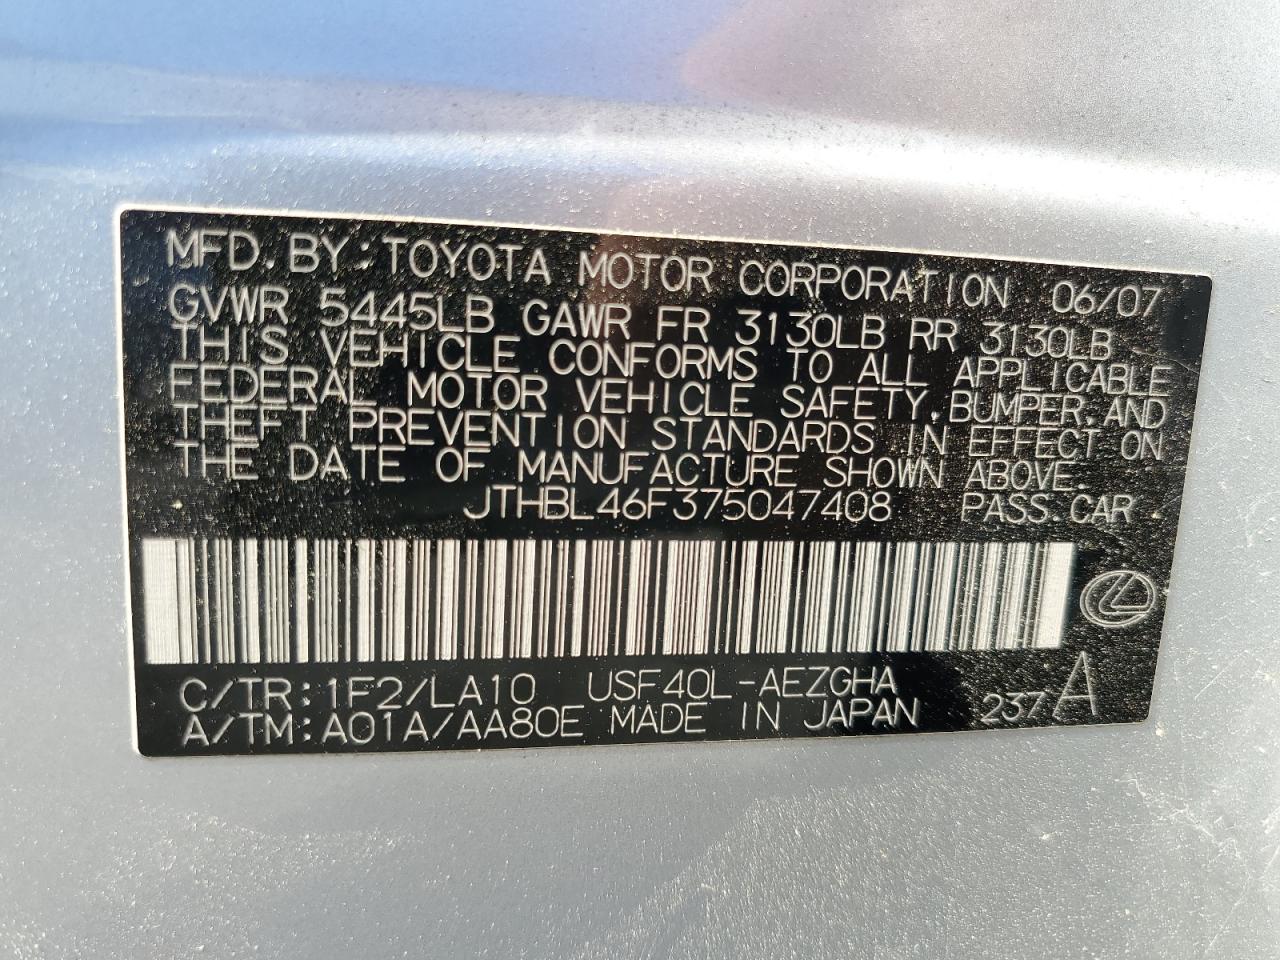 MFD. BY: TOYOTA MOTOR CORPORATION 06/07
GVWR 5445LB GAWR FR 3130LB RR 3130LB
THIS VEHICLE CONFORMS TO ALL APPLICABLE
FEDERAL MOTOR VEHICLE SAFETY, BUMPER, AND
THEFT PREVENTION STANDARDS IN EFFECT ON
THE DATE OF MANUFACTURE SHOWN ABOVE.
JTHBL46F375047408 PASS. CAR
C/TR: 1F2/LA10 USF40L-AEZGHA
A/TM: A01A/AA80E MADE IN JAPAN 237 A